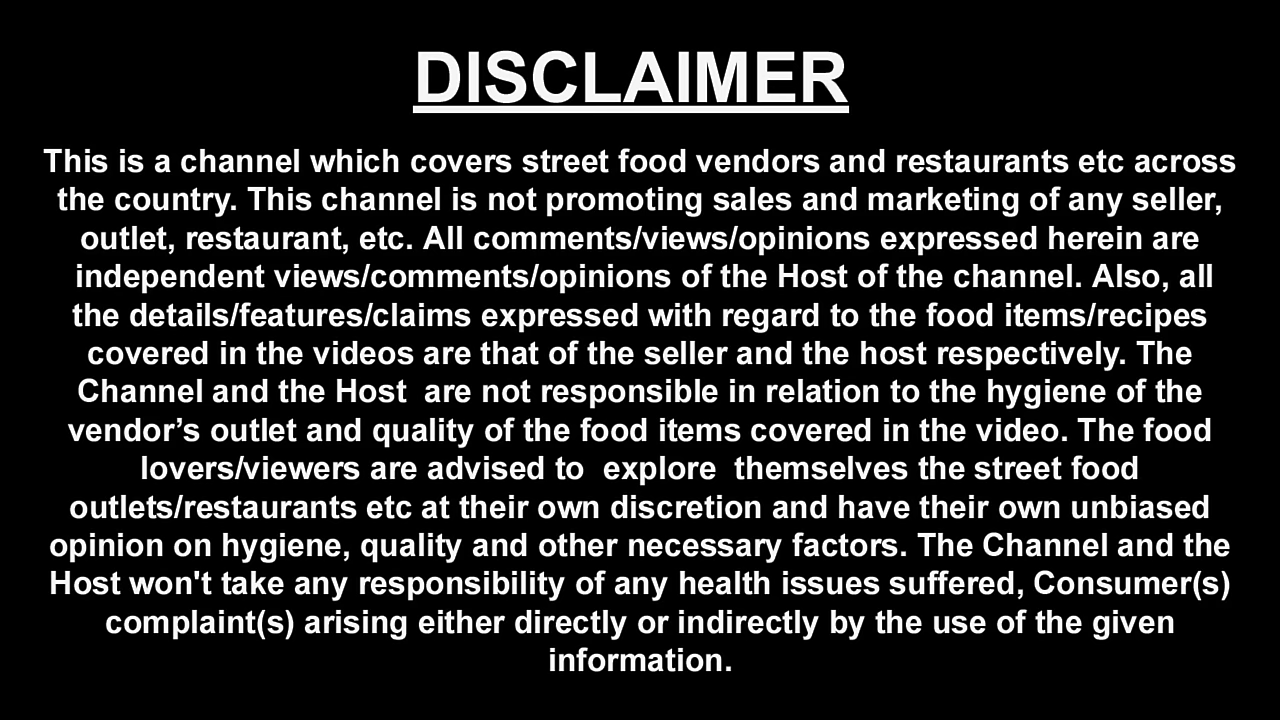 DISCLAIMER
This is a channel which covers street food vendors and restaurants etc across
the country. This channel is not promoting sales and marketing of any seller,
outlet, restaurant, etc. All comments/views/opinions expressed herein are
independent views/comments/opinions of the Host of the channel. Also, all
the details/features/claims expressed with regard to the food items/recipes
covered in the videos are that of the seller and the host respectively. The
Channel and the Host  are not responsible in relation to the hygiene of the
vendor’s outlet and quality of the food items covered in the video. The food
lovers/viewers are advised to  explore  themselves the street food
outlets/restaurants etc at their own discretion and have their own unbiased
opinion on hygiene, quality and other necessary factors. The Channel and the
Host won't take any responsibility of any health issues suffered, Consumer(s)
complaint(s) arising either directly or indirectly by the use of the given
information.